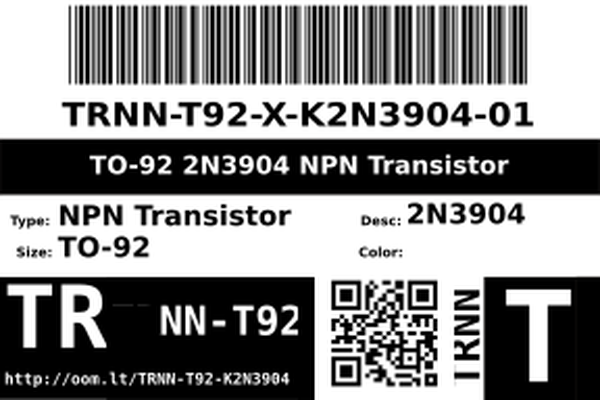 TRNN-T92-X-K2N3904-01
TO-92 2N3904 NPN Transistor
Type: NPN Transistor
Desc: 2N3904
Size: TO-92
Color:
TR NN-T92
http://oom.lt/TRNN-T92-K2N3904
TRNN
T